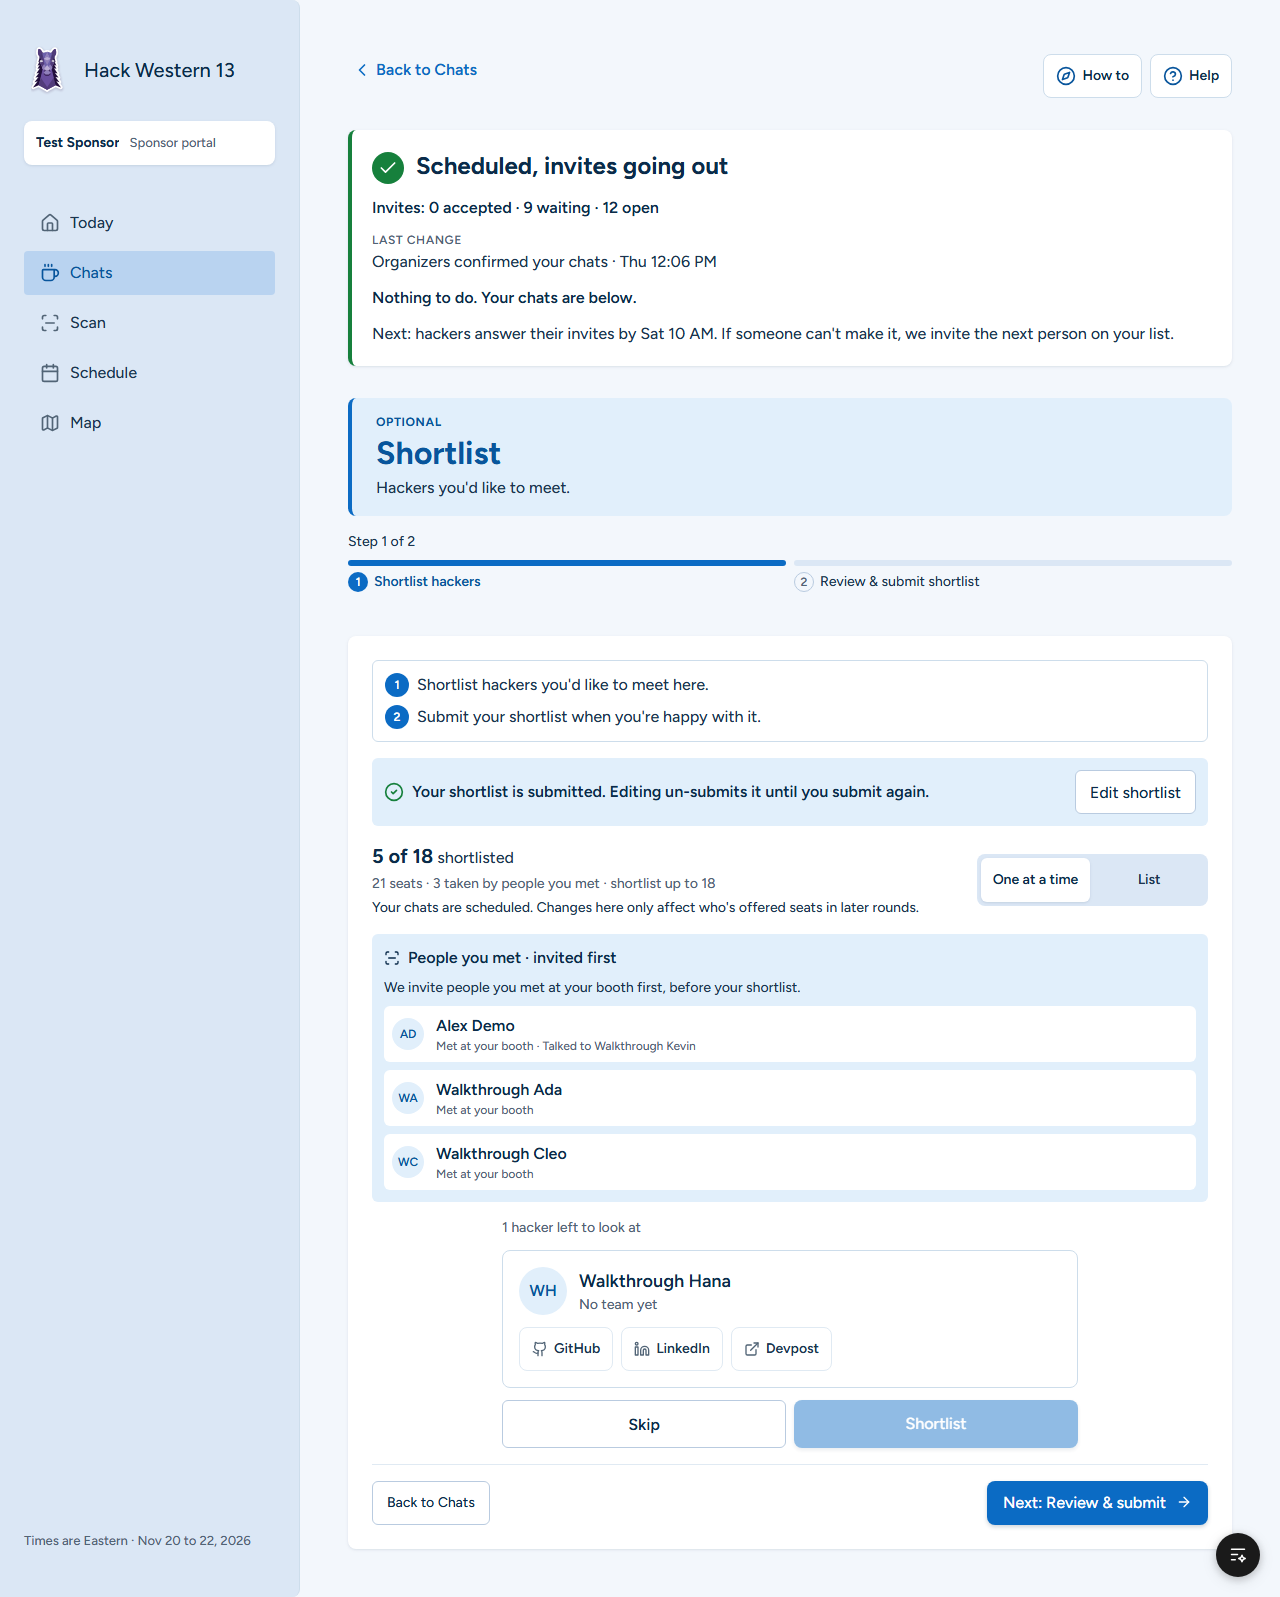 Hack Western 13
Test Sponsor Sponsor portal
Today
Chats
Scan
Schedule
Map
Times are Eastern · Nov 20 to 22, 2026
Back to Chats
How to
Help
Scheduled, invites going out
Invites: 0 accepted · 9 waiting · 12 open
LAST CHANGE
Organizers confirmed your chats · Thu 12:06 PM
Nothing to do. Your chats are below.
Next: hackers answer their invites by Sat 10 AM. If someone can't make it, we invite the next person on your list.
OPTIONAL
Shortlist
Hackers you'd like to meet.
Step 1 of 2
1 Shortlist hackers
2 Review & submit shortlist
1 Shortlist hackers you'd like to meet here.
2 Submit your shortlist when you're happy with it.
Your shortlist is submitted. Editing un-submits it until you submit again.
Edit shortlist
5 of 18 shortlisted
21 seats · 3 taken by people you met · shortlist up to 18
Your chats are scheduled. Changes here only affect who's offered seats in later rounds.
One at a time
List
People you met · invited first
We invite people you met at your booth first, before your shortlist.
AD
Alex Demo
Met at your booth · Talked to Walkthrough Kevin
WA
Walkthrough Ada
Met at your booth
WC
Walkthrough Cleo
Met at your booth
1 hacker left to look at
WH
Walkthrough Hana
No team yet
GitHub
LinkedIn
Devpost
Skip
Shortlist
Back to Chats
Next: Review & submit